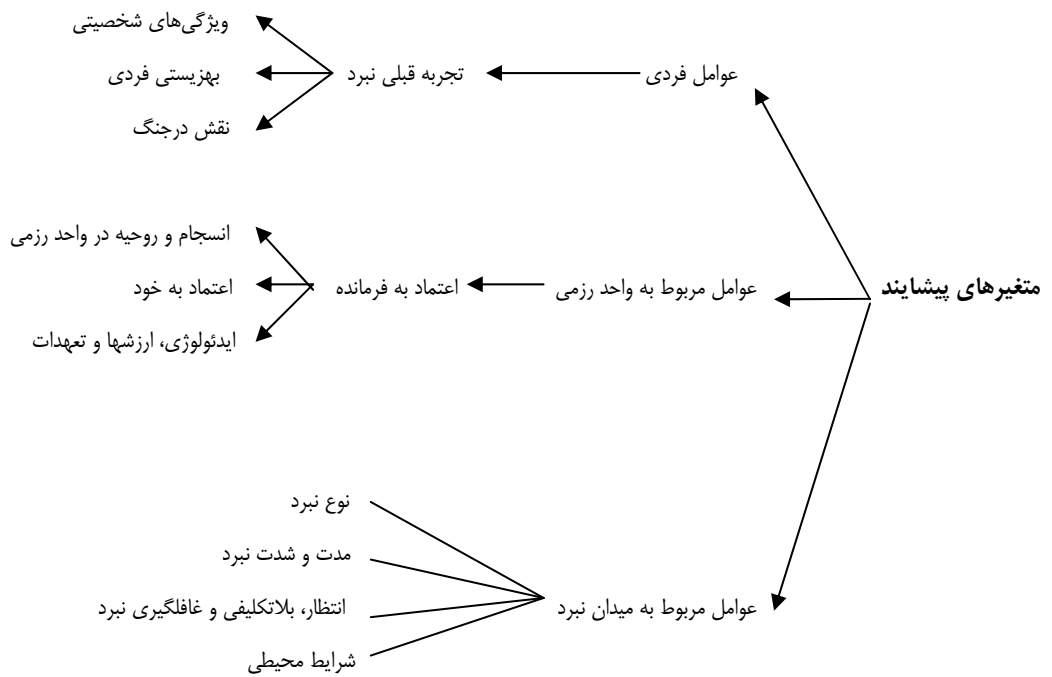 متغیرهای پیشایند
عوامل فردی
تجربه قبلی نبرد
ویژگی‌های شخصیتی
بهزیستی فردی
نقش درجنگ
عوامل مربوط به واحد رزمی
اعتماد به فرمانده
انسجام و روحیه در واحد رزمی
اعتماد به خود
ایدئولوژی، ارزشها و تعهدات
عوامل مربوط به میدان نبرد
نوع نبرد
مدت و شدت نبرد
انتظار، بلاتکلیفی و غافلگیری نبرد
شرایط محیطی